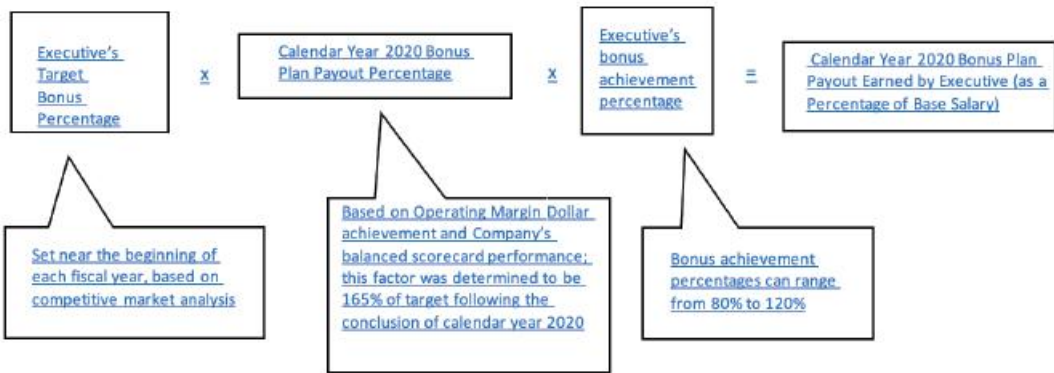 Executive's
Target
Bonus
Percentage
x
Calendar Year 2020 Bonus
Plan Payout Percentage
x
Executive's
bonus
achievement
percentage
=
Calendar Year 2020 Bonus Plan
Payout Earned by Executive (as a
Percentage of Base Salary)
Set near the beginning of
each fiscal year, based on
competitive market analysis
Based on Operating Margin Dollar
achievement and Company's
balanced scorecard performance;
this factor was determined to be
165% of target following the
conclusion of calendar year 2020
Bonus achievement
percentages can range
from 80% to 120%